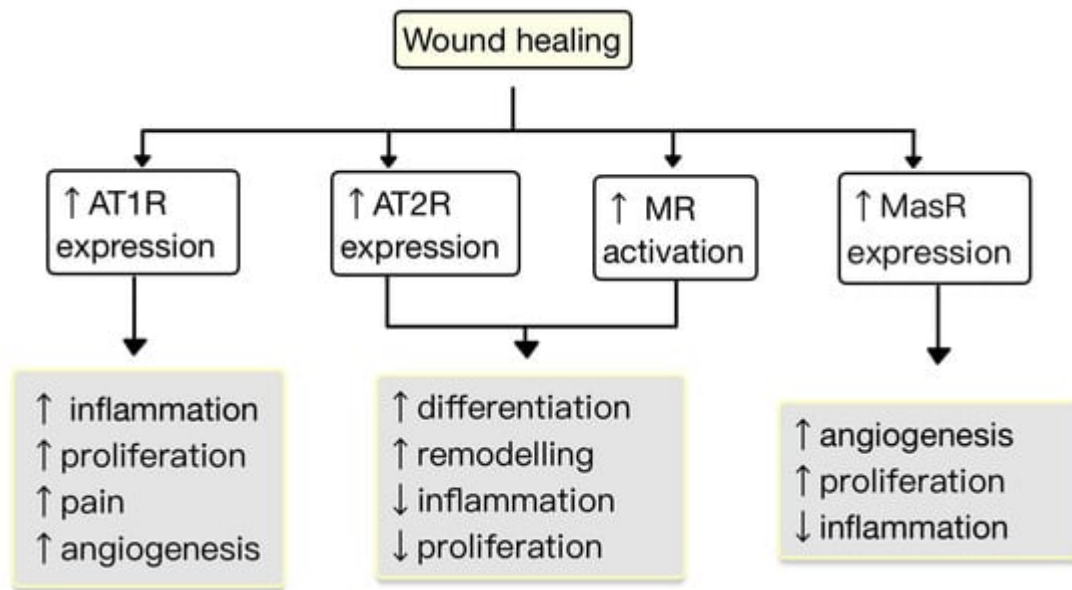 Wound healing
↑ AT1R
expression
↑ AT2R
expression
↑ MR
activation
↑ MasR
expression
↑ inflammation
↑ proliferation
↑ pain
↑ angiogenesis
↑ differentiation
↑ remodelling
↓ inflammation
↓ proliferation
↑ angiogenesis
↑ proliferation
↓ inflammation